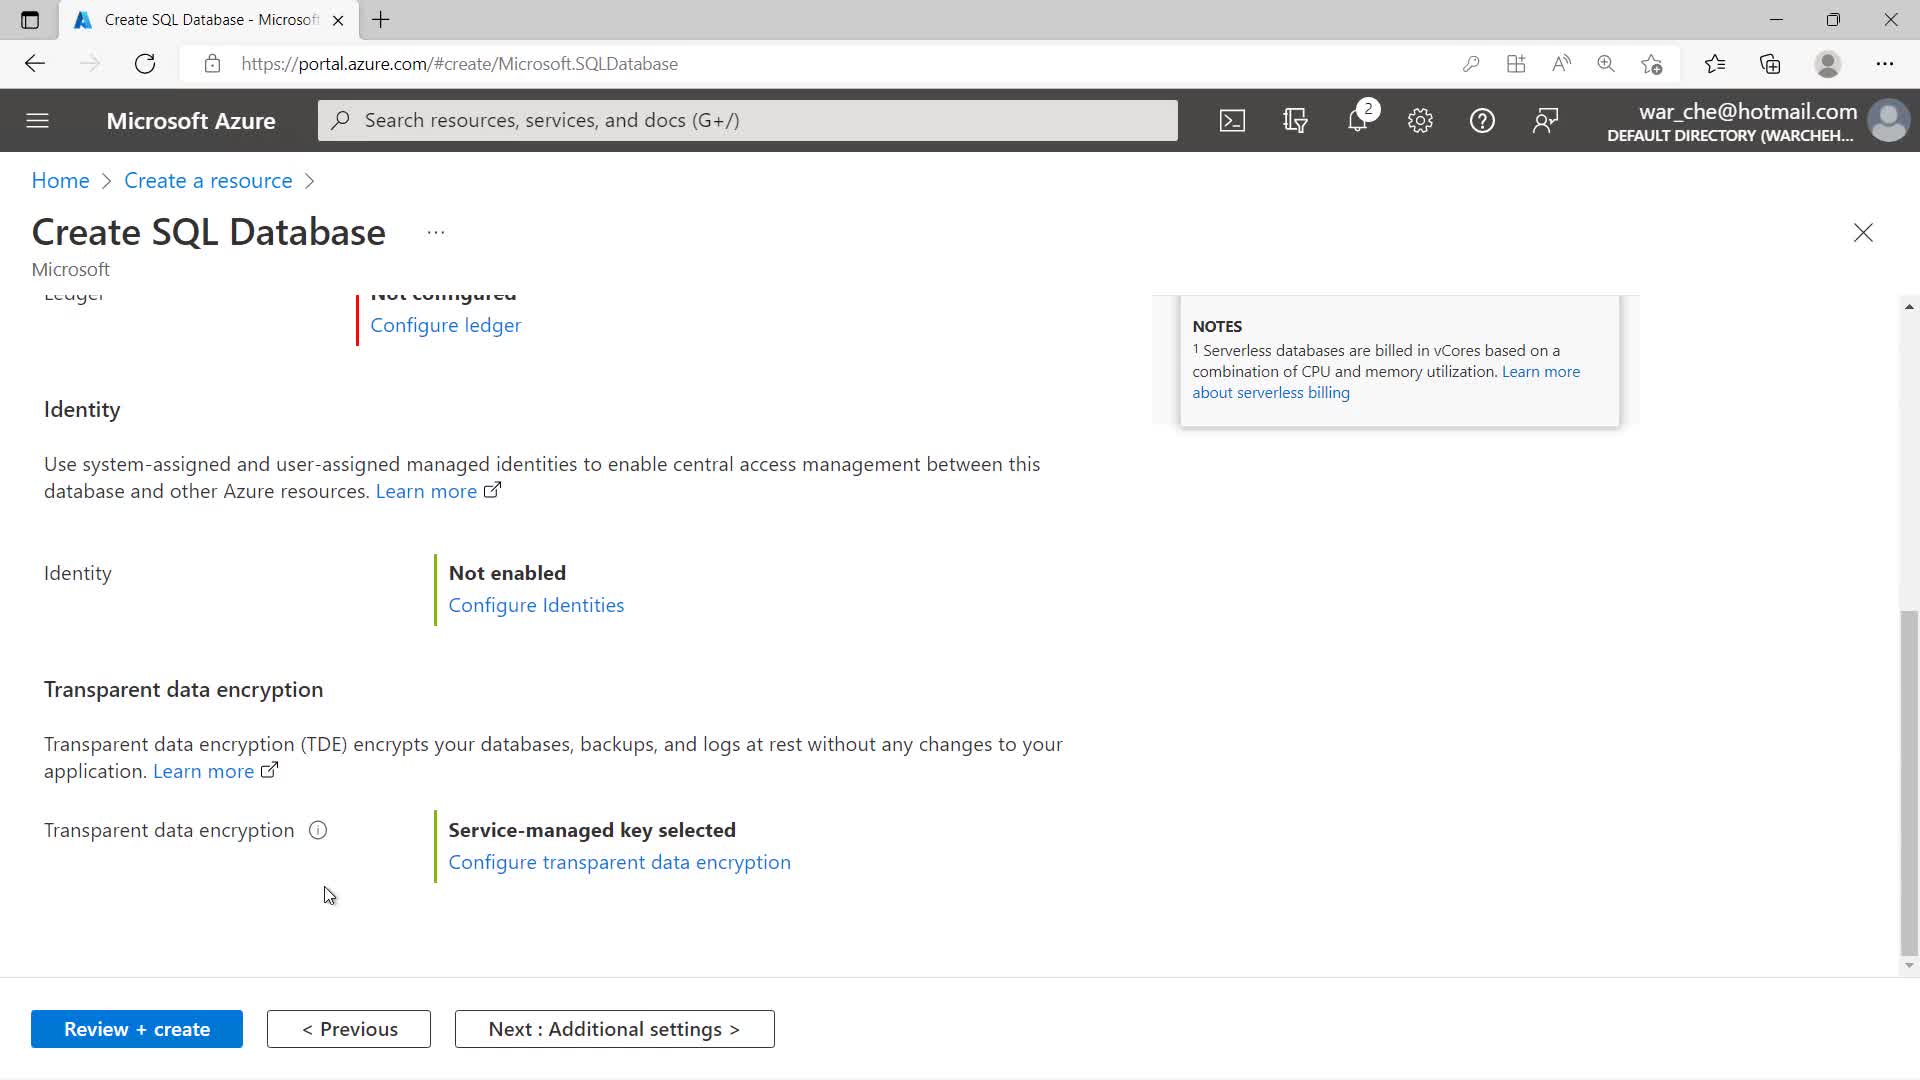 Create SQL Database - Microsoft
https://portal.azure.com/#create/Microsoft.SQLDatabase
Microsoft Azure
Search resources, services, and docs (G+/)
2
war_che@hotmail.com
DEFAULT DIRECTORY (WARCHEH...
Home > Create a resource >
Create SQL Database ...
Microsoft
Ledger
Not configured
Configure ledger
NOTES
1 Serverless databases are billed in vCores based on a
combination of CPU and memory utilization. Learn more
about serverless billing
Identity
Use system-assigned and user-assigned managed identities to enable central access management between this
database and other Azure resources. Learn more
Identity
Not enabled
Configure Identities
Transparent data encryption
Transparent data encryption (TDE) encrypts your databases, backups, and logs at rest without any changes to your
application. Learn more
Transparent data encryption
Service-managed key selected
Configure transparent data encryption
Review + create
< Previous
Next : Additional settings >